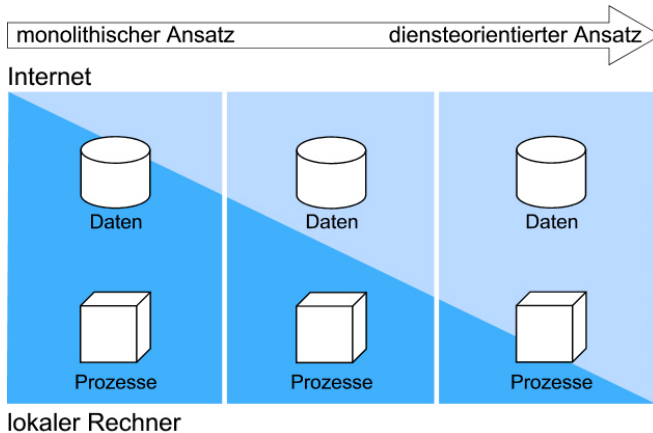 monolithischer Ansatz diensteorientierter Ansatz
Internet
Daten Daten Daten
Prozesse Prozesse Prozesse
lokaler Rechner